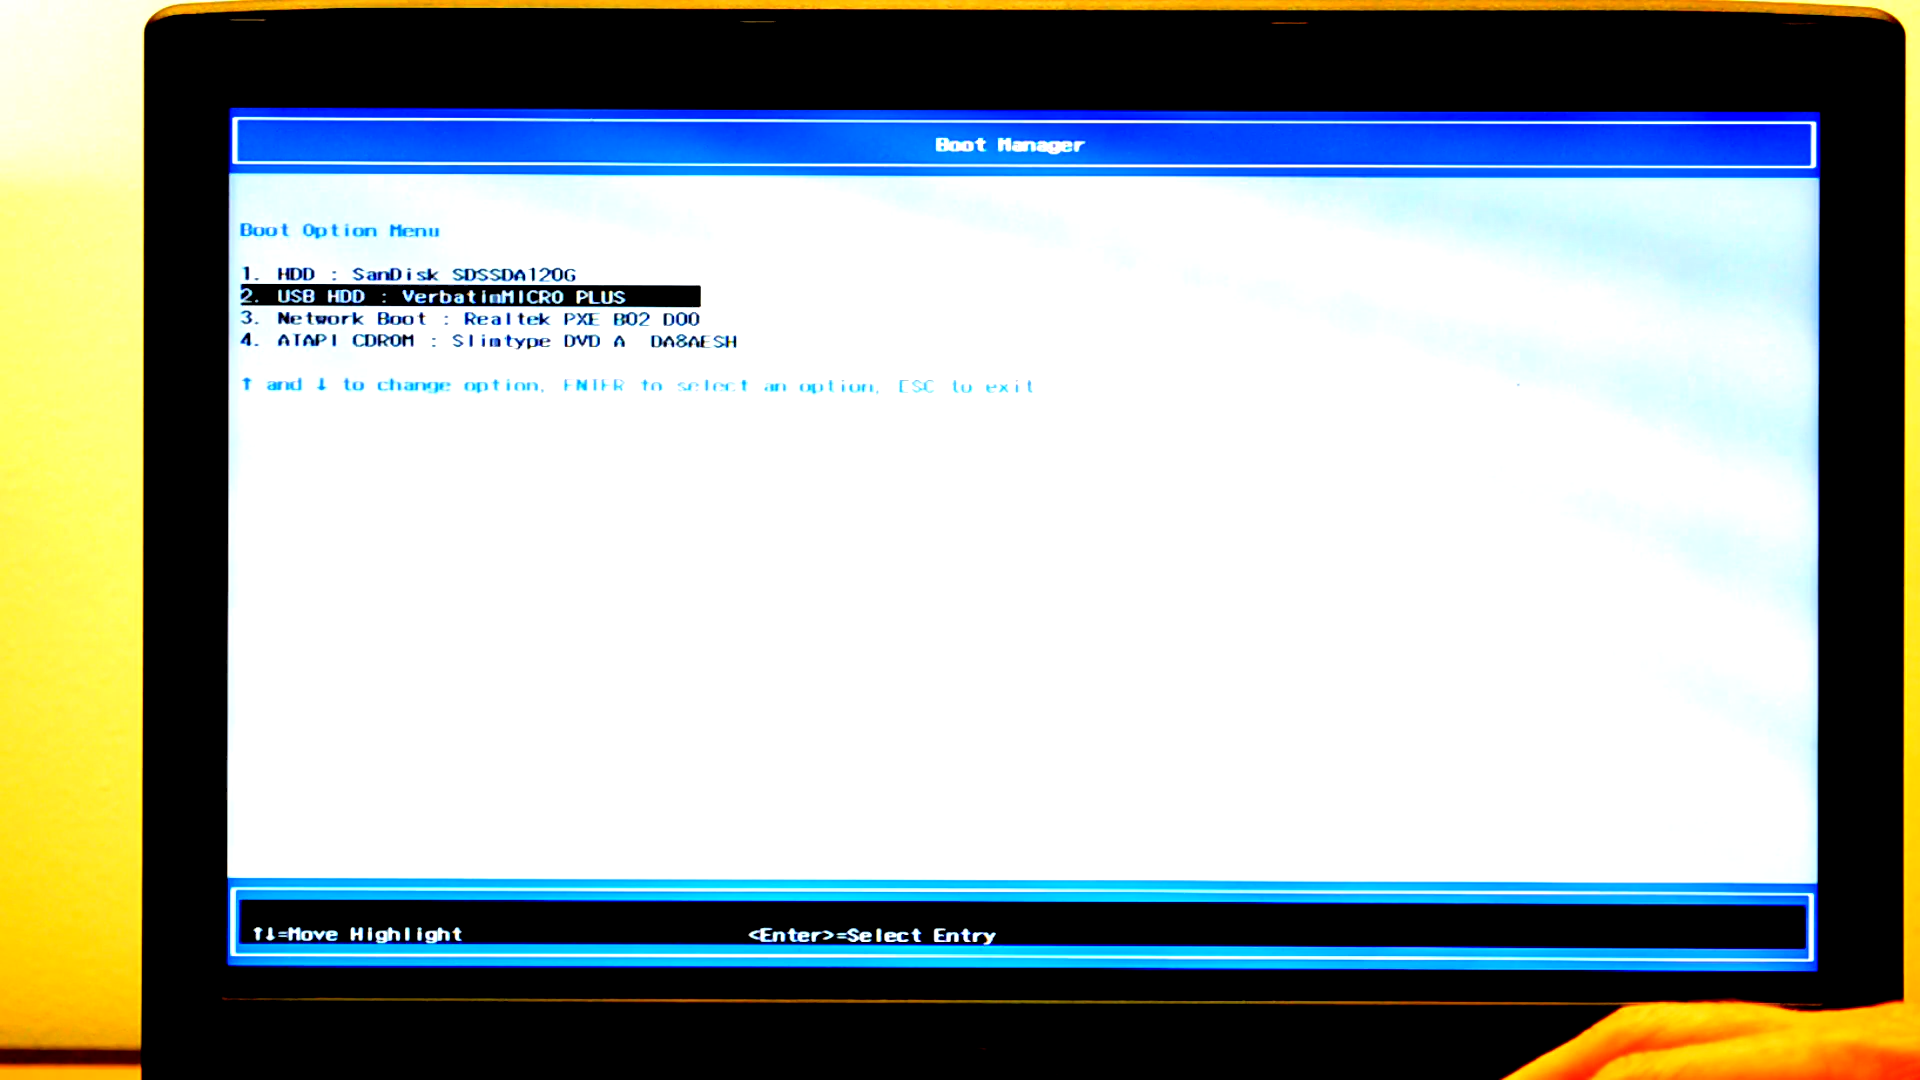 Boot Manager
Boot Option Menu
1. HDD : SanDisk SDSSDA120G
2. USB HDD : VerbatimMICRO PLUS
3. Network Boot : Realtek PXE B02 D00
4. ATAPI CDROM : Slimtype DVD A  DA8AESH
↑ and ↓ to change option, ENTER to select an option, ESC to exit
↑↓=Move Highlight <Enter>=Select Entry